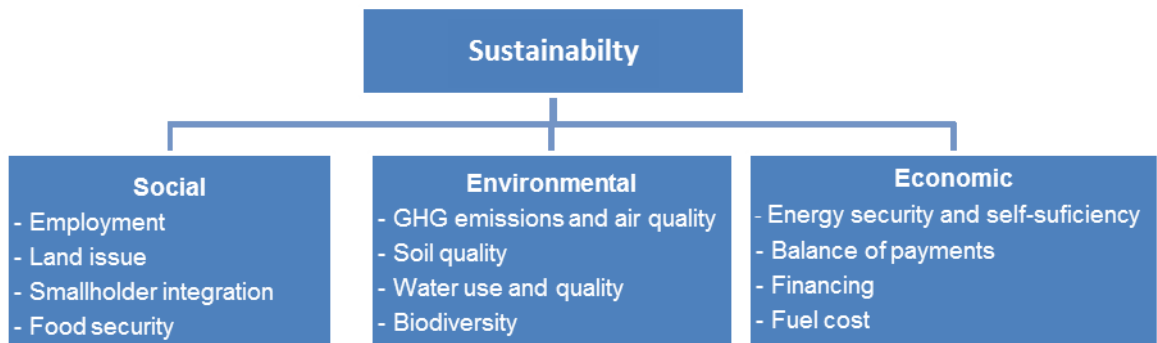 Sustainabilty
Social
- Employment
- Land issue
- Smallholder integration
- Food security
Environmental
- GHG emissions and air quality
- Soil quality
- Water use and quality
- Biodiversity
Economic
- Energy security and self-suficiency
- Balance of payments
- Financing
- Fuel cost